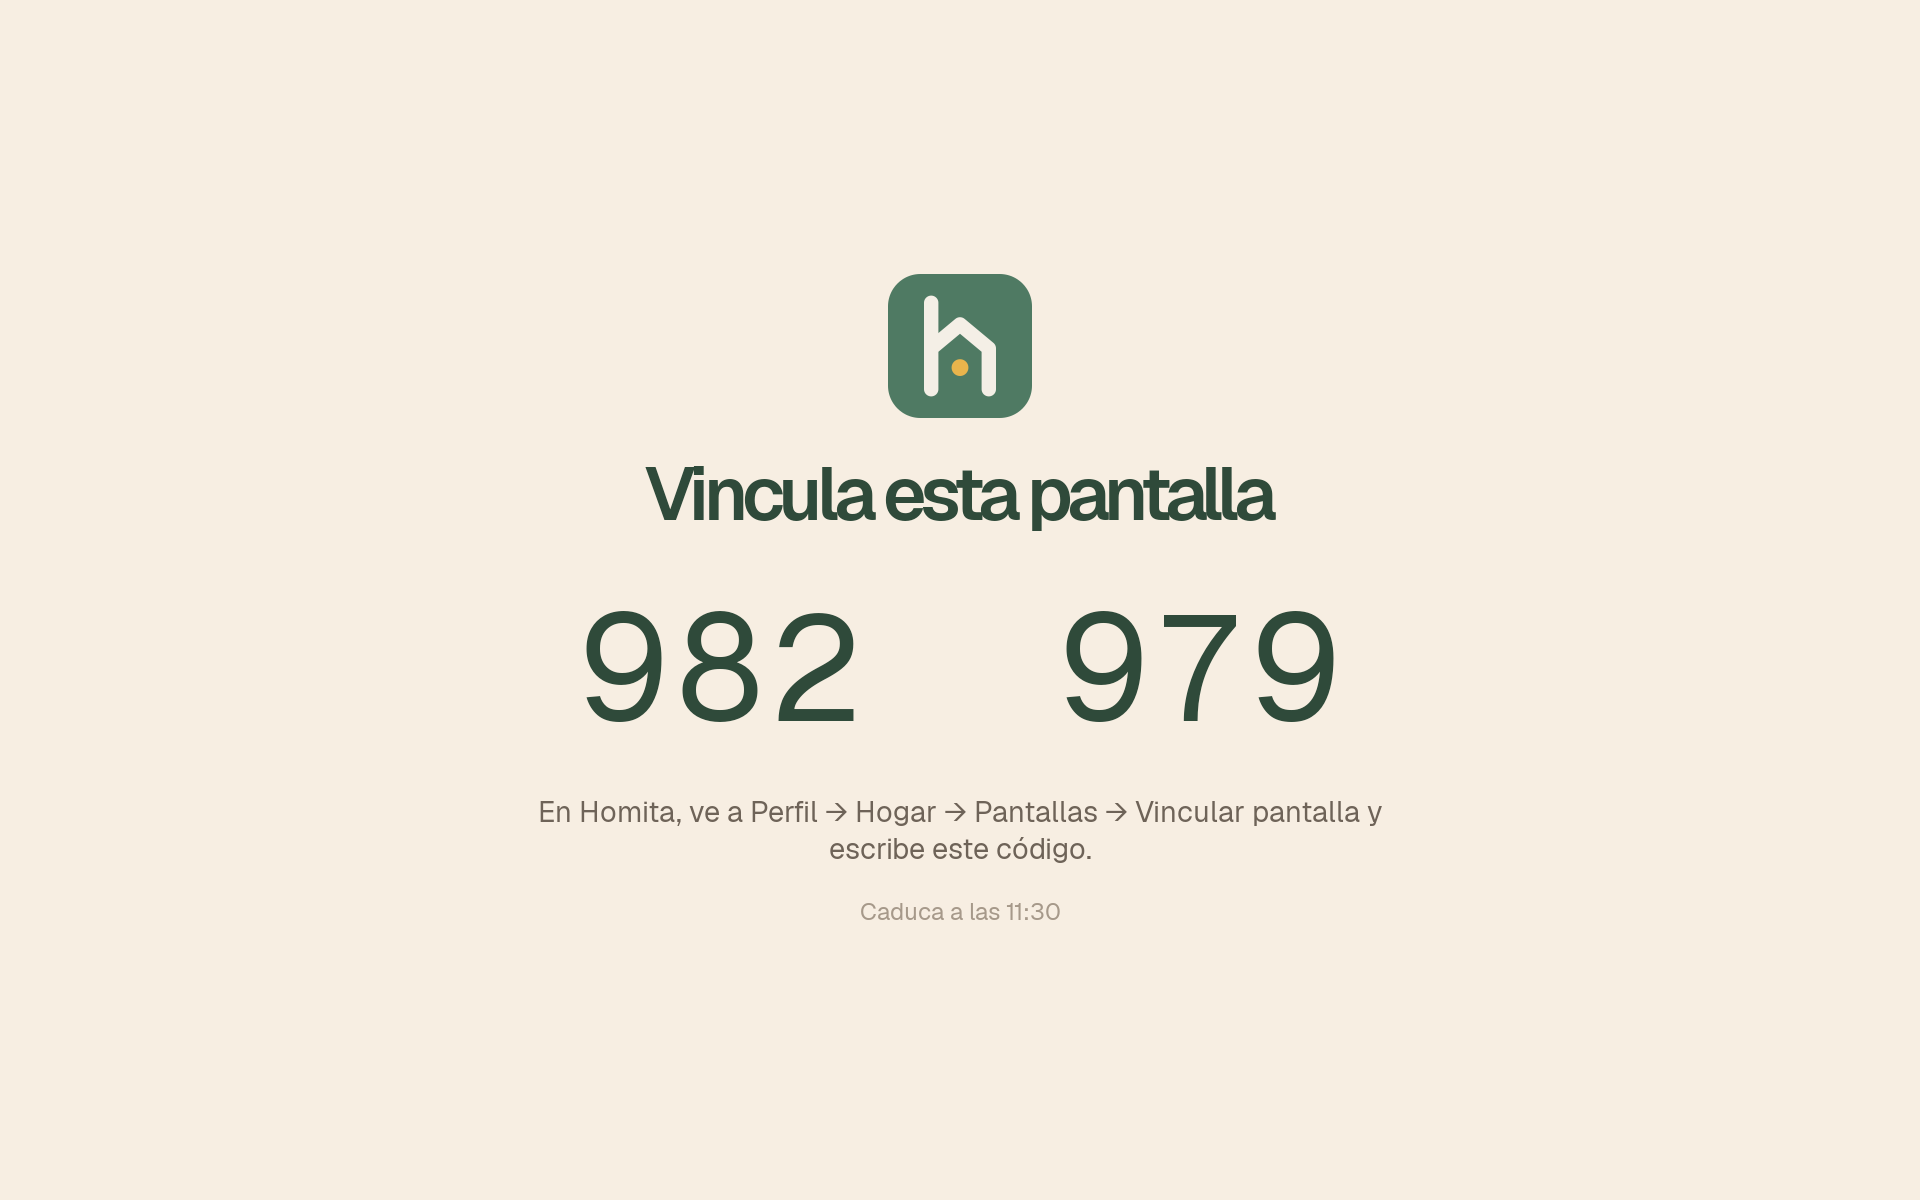 Vincula esta pantalla
982 979
En Homita, ve a Perfil → Hogar → Pantallas → Vincular pantalla y
escribe este código.
Caduca a las 11:30